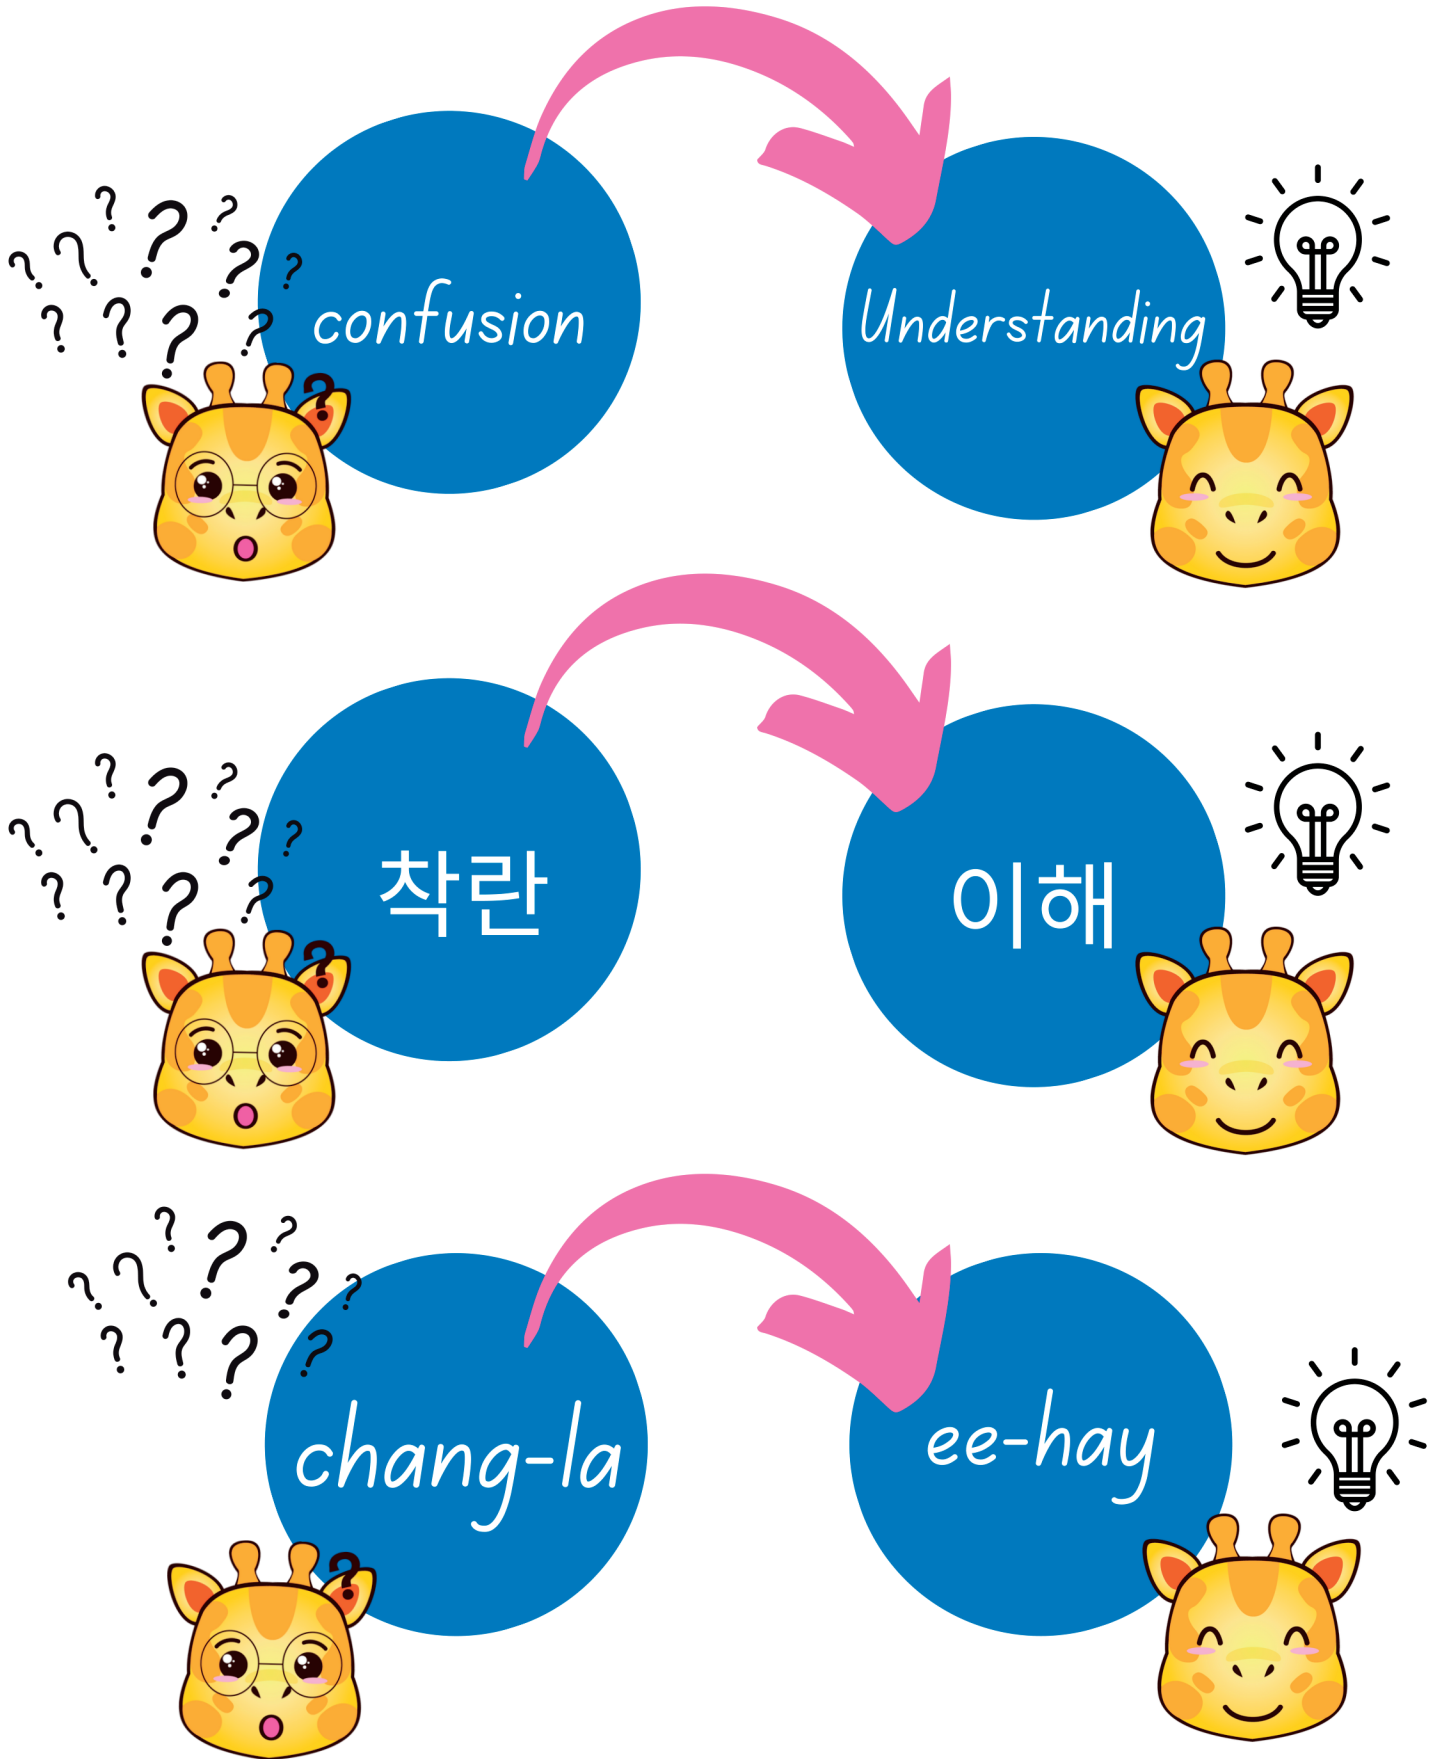 confusion
Understanding
착란
이해
chang-la
ee-hay